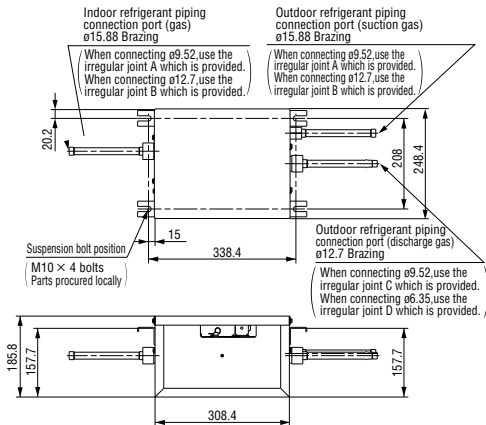 Indoor refrigerant piping
connection port (gas)
ø15.88 Brazing
When connecting ø9.52,use the
irregular joint A which is provided.
When connecting ø12.7,use the
irregular joint B which is provided.
Outdoor refrigerant piping
connection port (suction gas)
ø15.88 Brazing
When connecting ø9.52,use the
irregular joint A which is provided.
When connecting ø12.7,use the
irregular joint B which is provided.
20.2
208
248.4
15
338.4
Suspension bolt position
M10 × 4 bolts
Parts procured locally
Outdoor refrigerant piping
connection port (discharge gas)
ø12.7 Brazing
When connecting ø9.52,use the
irregular joint C which is provided.
When connecting ø6.35,use the
irregular joint D which is provided.
185.8
157.7
157.7
308.4